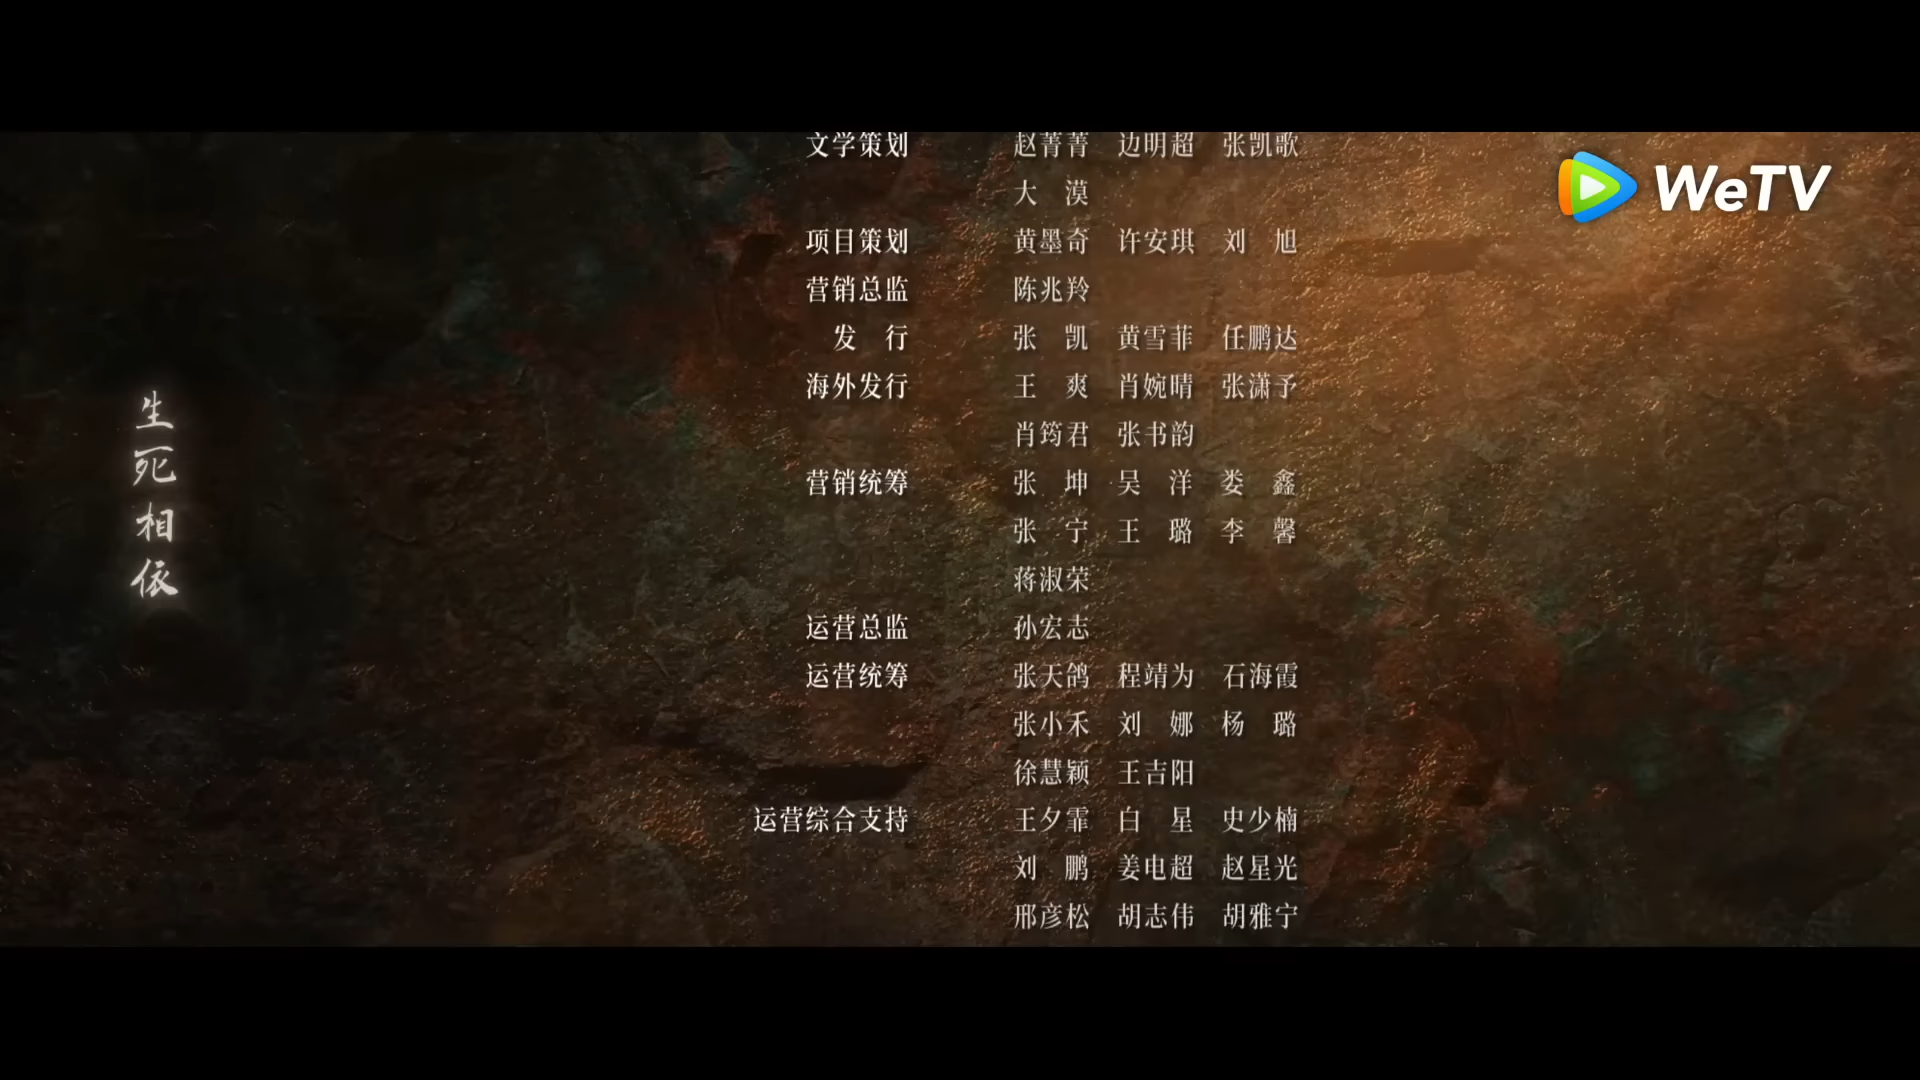 文学策划 赵菁菁 边明超 张凯歌
大 漠
项目策划 黄墨奇 许安琪 刘 旭
营销总监 陈兆羚
发 行 张 凯 黄雪菲 任鹏达
海外发行 王 爽 肖婉晴 张潇予
肖筠君 张书韵
营销统筹 张 坤 吴 洋 娄 鑫
张 宁 王 璐 李 馨
蒋淑荣
运营总监 孙宏志
运营统筹 张天鸽 程靖为 石海霞
张小禾 刘 娜 杨 璐
徐慧颖 王吉阳
运营综合支持 王夕霏 白 星 史少楠
刘 鹏 姜电超 赵星光
邢彦松 胡志伟 胡雅宁
生死相依
WeTV